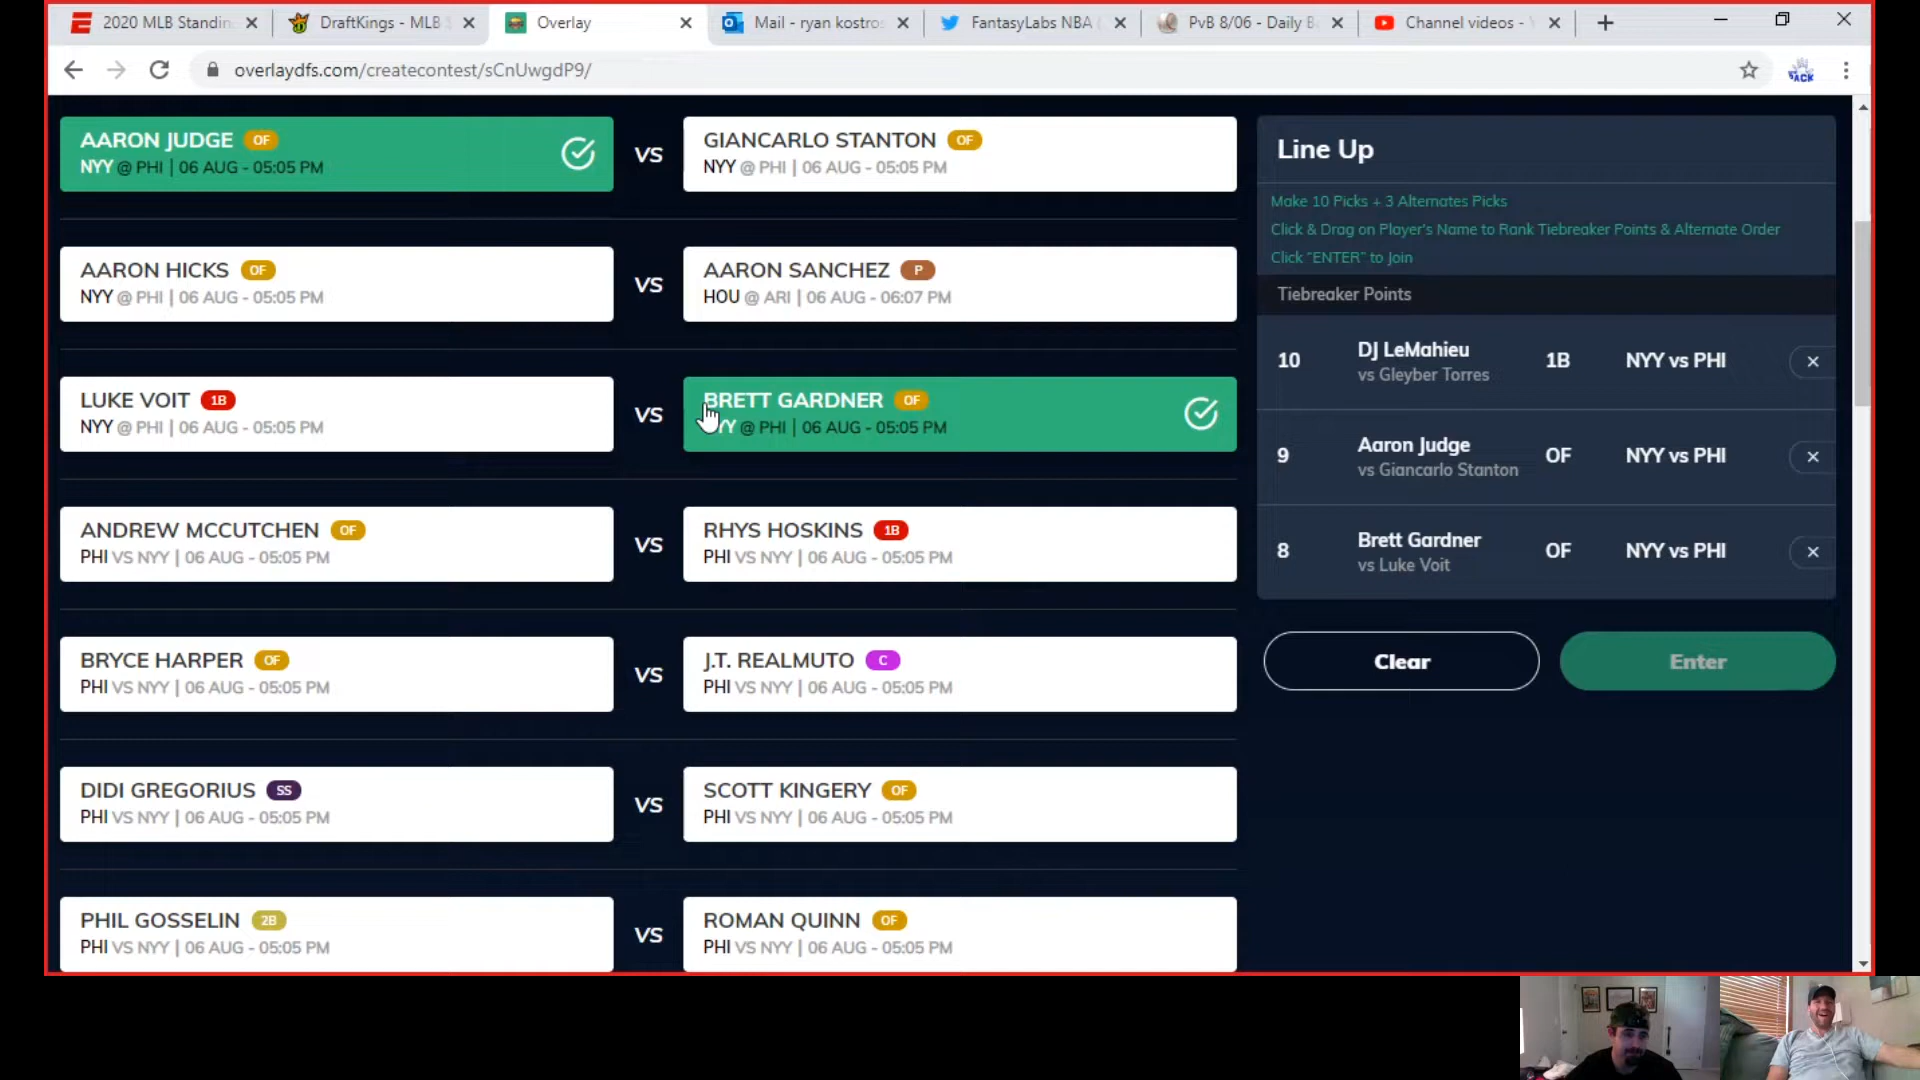 2020 MLB Standin
DraftKings - MLB
Overlay
Mail - ryan kostros
FantasyLabs NBA
PvB 8/06 - Daily B
Channel videos -
overlaydfs.com/createcontest/sCnUwgdP9/
AARON JUDGE OF
NYY @ PHI | 06 AUG - 05:05 PM
VS
GIANCARLO STANTON OF
NYY @ PHI | 06 AUG - 05:05 PM
AARON HICKS OF
NYY @ PHI | 06 AUG - 05:05 PM
VS
AARON SANCHEZ P
HOU @ ARI | 06 AUG - 06:07 PM
LUKE VOIT 1B
NYY @ PHI | 06 AUG - 05:05 PM
VS
BRETT GARDNER OF
NYY @ PHI | 06 AUG - 05:05 PM
ANDREW MCCUTCHEN OF
PHI VS NYY | 06 AUG - 05:05 PM
VS
RHYS HOSKINS 1B
PHI VS NYY | 06 AUG - 05:05 PM
BRYCE HARPER OF
PHI VS NYY | 06 AUG - 05:05 PM
VS
J.T. REALMUTO C
PHI VS NYY | 06 AUG - 05:05 PM
DIDI GREGORIUS SS
PHI VS NYY | 06 AUG - 05:05 PM
VS
SCOTT KINGERY OF
PHI VS NYY | 06 AUG - 05:05 PM
PHIL GOSSELIN 2B
PHI VS NYY | 06 AUG - 05:05 PM
VS
ROMAN QUINN OF
PHI VS NYY | 06 AUG - 05:05 PM
Line Up
Make 10 Picks + 3 Alternates Picks
Click & Drag on Player's Name to Rank Tiebreaker Points & Alternate Order
Click "ENTER" to Join
Tiebreaker Points
10 DJ LeMahieu 1B NYY vs PHI
vs Gleyber Torres
9 Aaron Judge OF NYY vs PHI
vs Giancarlo Stanton
8 Brett Gardner OF NYY vs PHI
vs Luke Voit
Clear
Enter